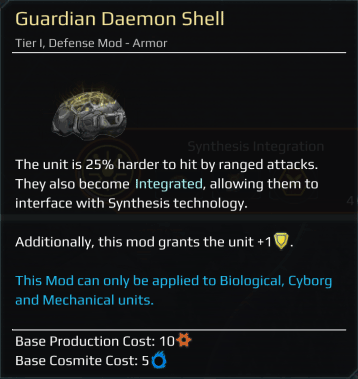 Guardian Daemon Shell
Tier I, Defense Mod - Armor
Synthesis Integration
The unit is 25% harder to hit by ranged attacks.
They also become Integrated, allowing them to
interface with Synthesis technology.
Additionally, this mod grants the unit +1.
This Mod can only be applied to Biological, Cyborg
and Mechanical units.
Base Production Cost: 10
Base Cosmite Cost: 5